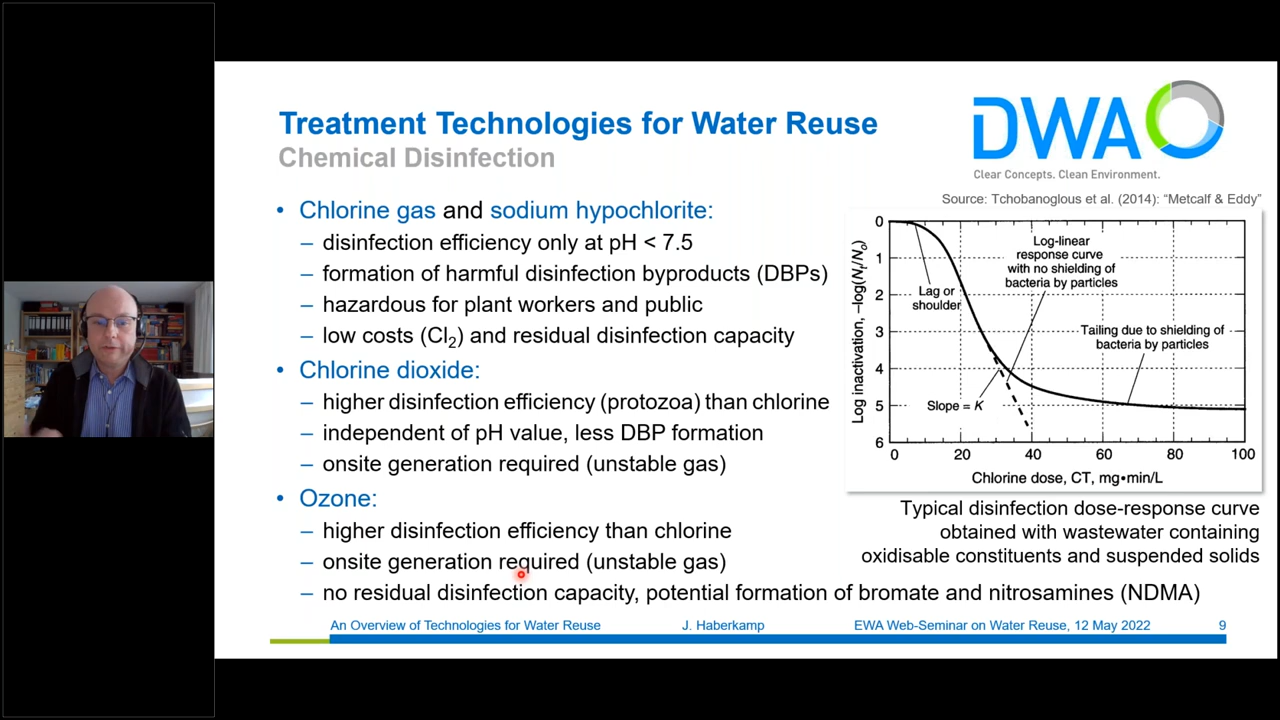 Treatment Technologies for Water Reuse
Chemical Disinfection
DWA
Clear Concepts. Clean Environment.
• Chlorine gas and sodium hypochlorite:
– disinfection efficiency only at pH < 7.5
– formation of harmful disinfection byproducts (DBPs)
– hazardous for plant workers and public
– low costs (Cl₂) and residual disinfection capacity
• Chlorine dioxide:
– higher disinfection efficiency (protozoa) than chlorine
– independent of pH value, less DBP formation
– onsite generation required (unstable gas)
• Ozone:
– higher disinfection efficiency than chlorine
– onsite generation required (unstable gas)
– no residual disinfection capacity, potential formation of bromate and nitrosamines (NDMA)
Source: Tchobanoglous et al. (2014): “Metcalf & Eddy”
Log inactivation, –log(Nₜ/N₀)
0
1
2
3
4
5
6
Log-linear
response curve
with no shielding of
bacteria by particles
Lag or
shoulder
Tailing due to shielding of
bacteria by particles
Slope = K
0 20 40 60 80 100
Chlorine dose, CT, mg•min/L
Typical disinfection dose-response curve
obtained with wastewater containing
oxidisable constituents and suspended solids
An Overview of Technologies for Water Reuse J. Haberkamp EWA Web-Seminar on Water Reuse, 12 May 2022 9